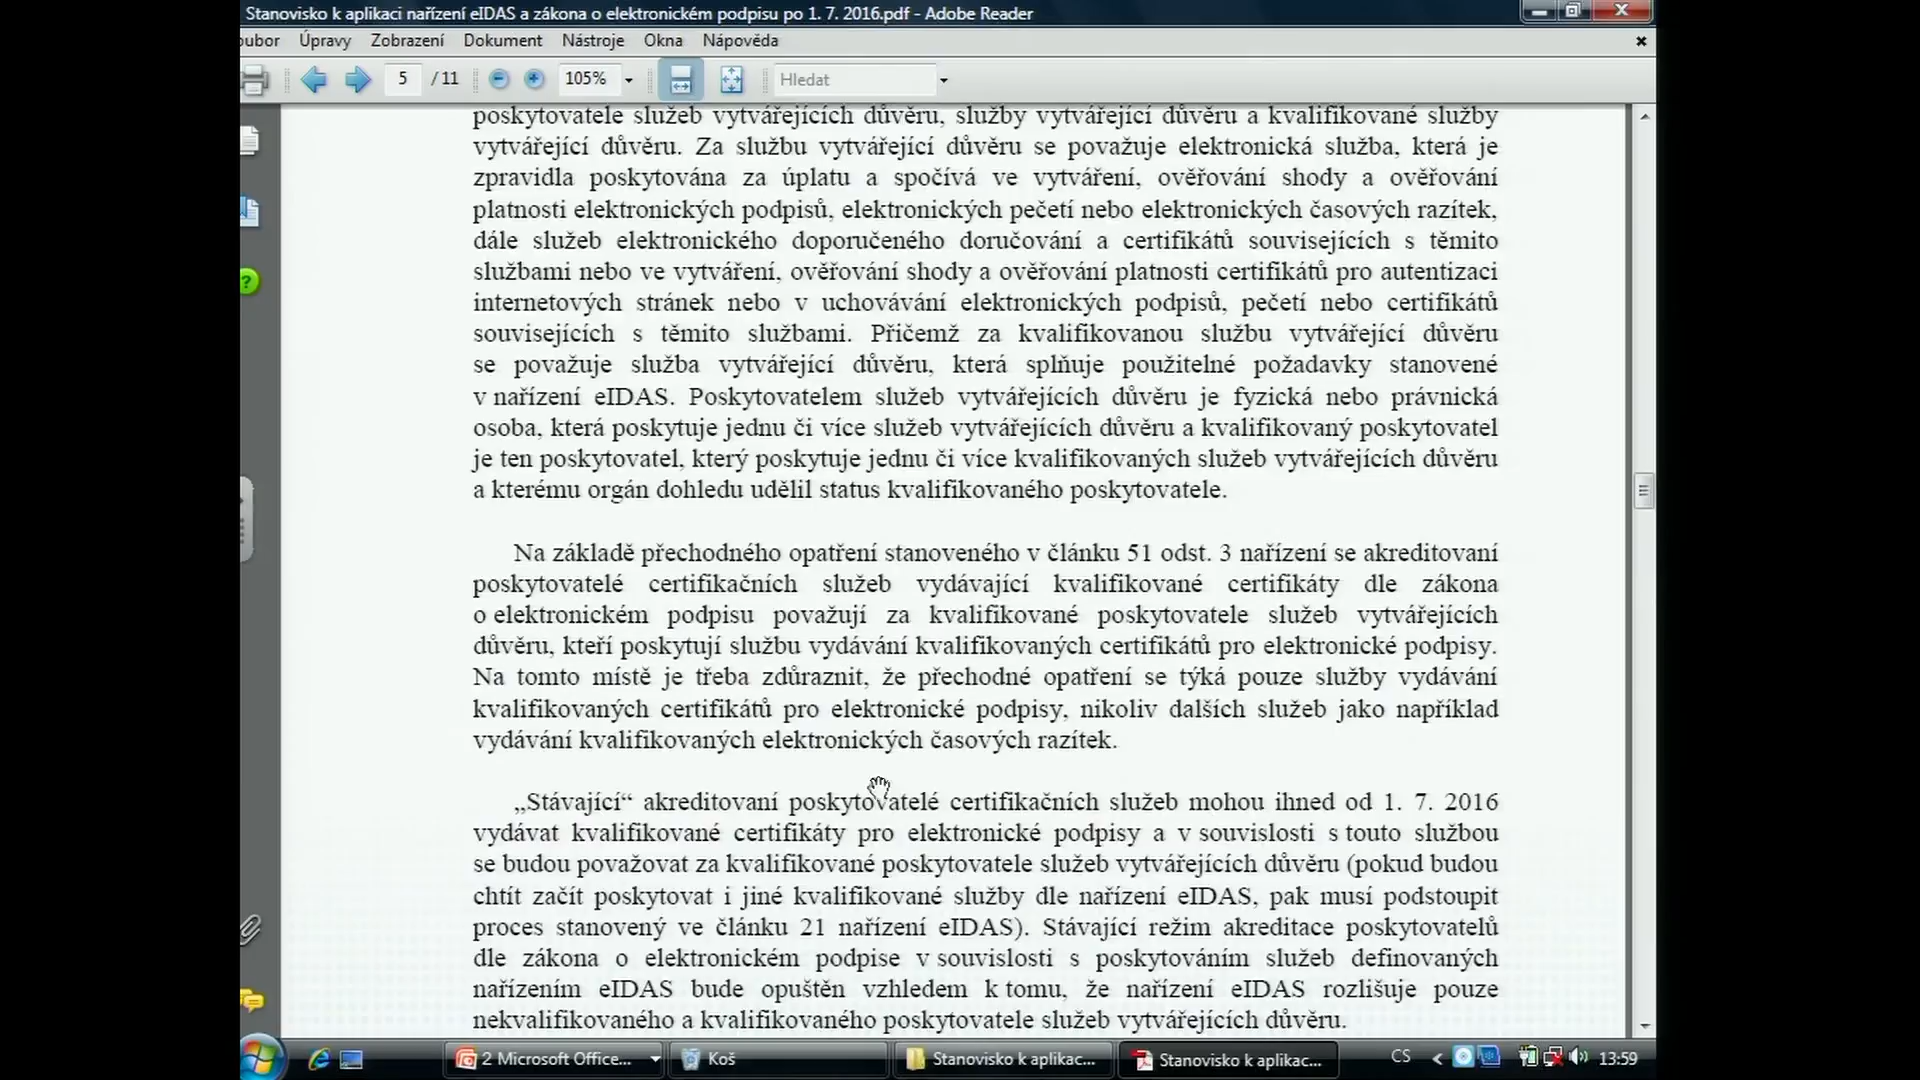 Stanovisko k aplikaci nařízení eIDAS a zákona o elektronickém podpisu po 1. 7. 2016.pdf - Adobe Reader
oubor Úpravy Zobrazení Dokument Nástroje Okna Nápověda
5 / 11 105% Hledat
poskytovatele služeb vytvářejících důvěru, služby vytvářející důvěru a kvalifikované služby
vytvářející důvěru. Za službu vytvářející důvěru se považuje elektronická služba, která je
zpravidla poskytována za úplatu a spočívá ve vytváření, ověřování shody a ověřování
platnosti elektronických podpisů, elektronických pečetí nebo elektronických časových razítek,
dále služeb elektronického doporučeného doručování a certifikátů souvisejících s těmito
službami nebo ve vytváření, ověřování shody a ověřování platnosti certifikátů pro autentizaci
internetových stránek nebo v uchovávání elektronických podpisů, pečetí nebo certifikátů
souvisejících s těmito službami. Přičemž za kvalifikovanou službu vytvářející důvěru
se považuje služba vytvářející důvěru, která splňuje použitelné požadavky stanovené
v nařízení eIDAS. Poskytovatelem služeb vytvářejících důvěru je fyzická nebo právnická
osoba, která poskytuje jednu či více služeb vytvářejících důvěru a kvalifikovaný poskytovatel
je ten poskytovatel, který poskytuje jednu či více kvalifikovaných služeb vytvářejících důvěru
a kterému orgán dohledu udělil status kvalifikovaného poskytovatele.
Na základě přechodného opatření stanoveného v článku 51 odst. 3 nařízení se akreditovaní
poskytovatelé certifikačních služeb vydávající kvalifikované certifikáty dle zákona
o elektronickém podpisu považují za kvalifikované poskytovatele služeb vytvářejících
důvěru, kteří poskytují službu vydávání kvalifikovaných certifikátů pro elektronické podpisy.
Na tomto místě je třeba zdůraznit, že přechodné opatření se týká pouze služby vydávání
kvalifikovaných certifikátů pro elektronické podpisy, nikoliv dalších služeb jako například
vydávání kvalifikovaných elektronických časových razítek.
„Stávající“ akreditovaní poskytovatelé certifikačních služeb mohou ihned od 1. 7. 2016
vydávat kvalifikované certifikáty pro elektronické podpisy a v souvislosti s touto službou
se budou považovat za kvalifikované poskytovatele služeb vytvářejících důvěru (pokud budou
chtít začít poskytovat i jiné kvalifikované služby dle nařízení eIDAS, pak musí podstoupit
proces stanovený ve článku 21 nařízení eIDAS). Stávající režim akreditace poskytovatelů
dle zákona o elektronickém podpise v souvislosti s poskytováním služeb definovaných
nařízením eIDAS bude opuštěn vzhledem k tomu, že nařízení eIDAS rozlišuje pouze
nekvalifikovaného a kvalifikovaného poskytovatele služeb vytvářejících důvěru.
2 Microsoft Office... Koš Stanovisko k aplikac... Stanovisko k aplikac... CS 13:59